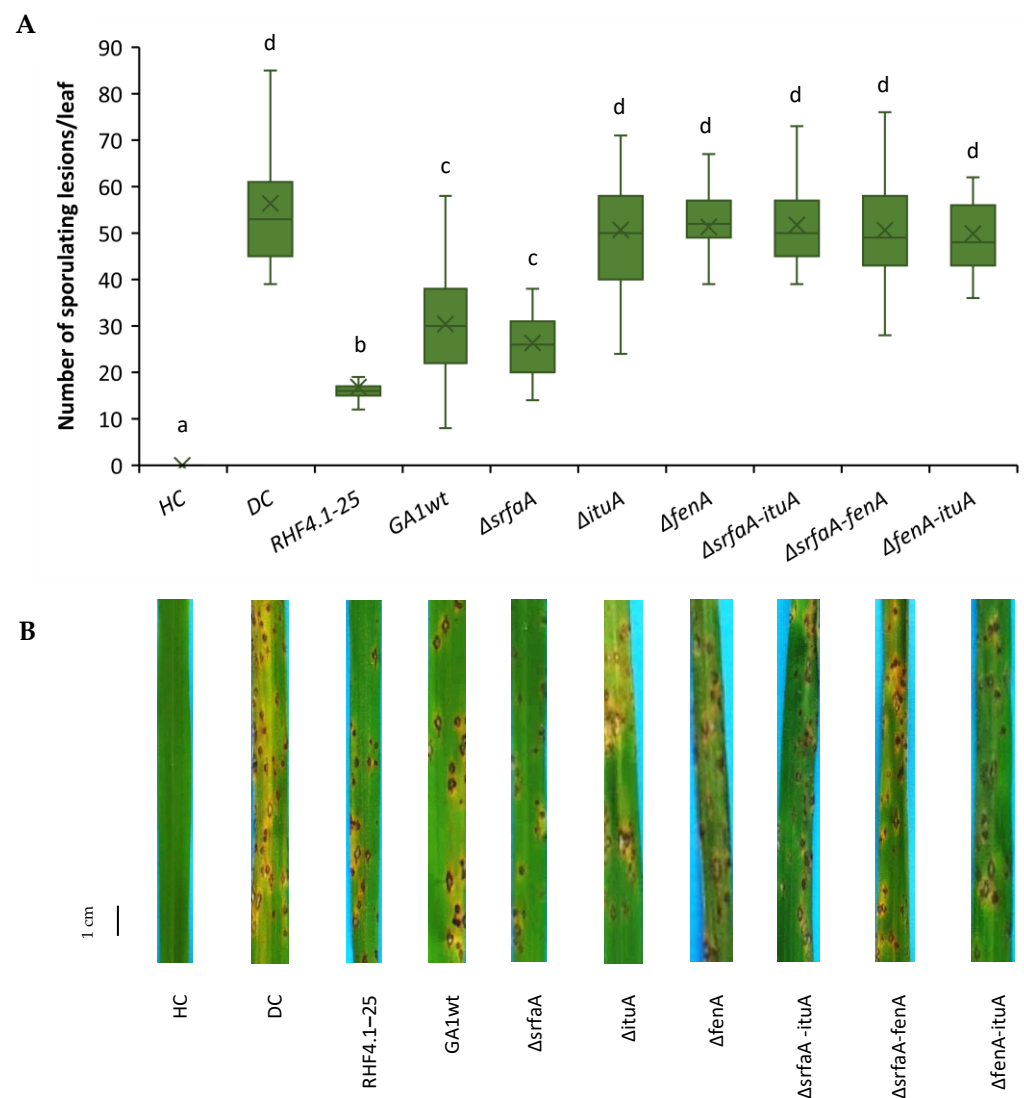 A
Number of sporulating lesions/leaf
90
80
70
60
50
40
30
20
10
0
a
d
b
c
c
d
d
d
d
d
HC
DC
RHF4.1-25
GA1wt
ΔsrfaA
ΔituA
ΔfenA
ΔsrfaA-ituA
ΔsrfaA-fenA
ΔfenA-ituA
B
1 cm
HC
DC
RHF4.1–25
GA1wt
ΔsrfaA
ΔituA
ΔfenA
ΔsrfaA -ituA
ΔsrfaA-fenA
ΔfenA-ituA